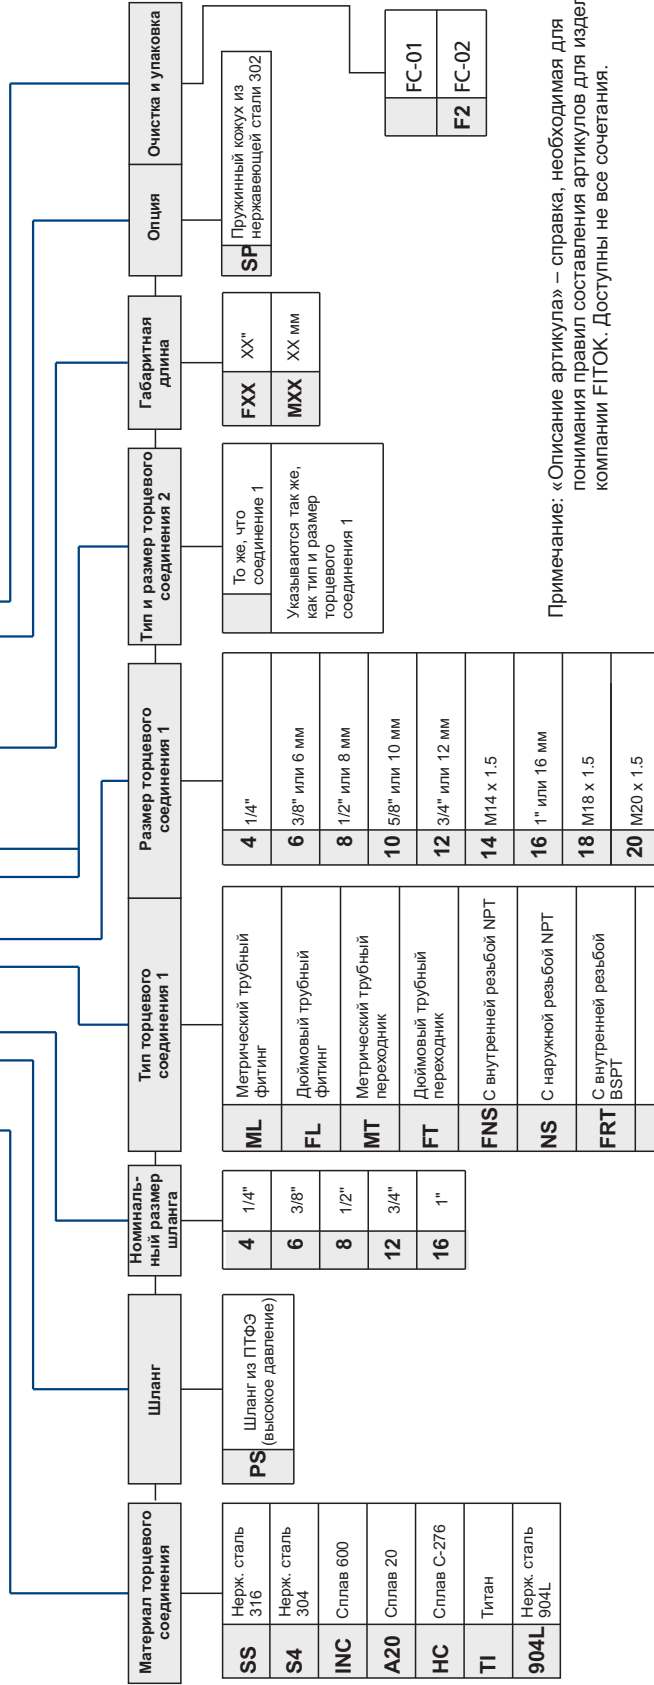 Материал торцевого
соединения
SS Нерж. сталь
316
S4 Нерж. сталь
304
INC Сплав 600
A20 Сплав 20
HC Сплав C-276
TI Титан
904L Нерж. сталь
904L
Шланг
PS Шланг из ПТФЭ
(высокое давление)
Номиналь-
ный размер
шланга
4 1/4"
6 3/8"
8 1/2"
12 3/4"
16 1"
Тип торцевого
соединения 1
ML Метрический трубный
фитинг
FL Дюймовый трубный
фитинг
MT Метрический трубный
переходник
FT Дюймовый трубный
переходник
FNS С внутренней резьбой NPT
NS С наружной резьбой NPT
FRT С внутренней резьбой
BSPT
Размер торцевого
соединения 1
4 1/4"
6 3/8" или 6 мм
8 1/2" или 8 мм
10 5/8" или 10 мм
12 3/4" или 12 мм
14 M14 x 1.5
16 1" или 16 мм
18 M18 x 1.5
20 M20 x 1.5
Тип и размер торцевого
соединения 2
То же, что
соединение 1
Указываются так же,
как тип и размер
торцевого
соединения 1
Габаритная
длина
FXX XX"
MXX XX мм
Опция
SP Пружинный кожух из
нержавеющей стали 302
Очистка и упаковка
FC-01
F2 FC-02
Примечание: «Описание артикула» – справка, необходимая для
понимания правил составления артикулов для
компании FITOK. Доступны не все сочетания.